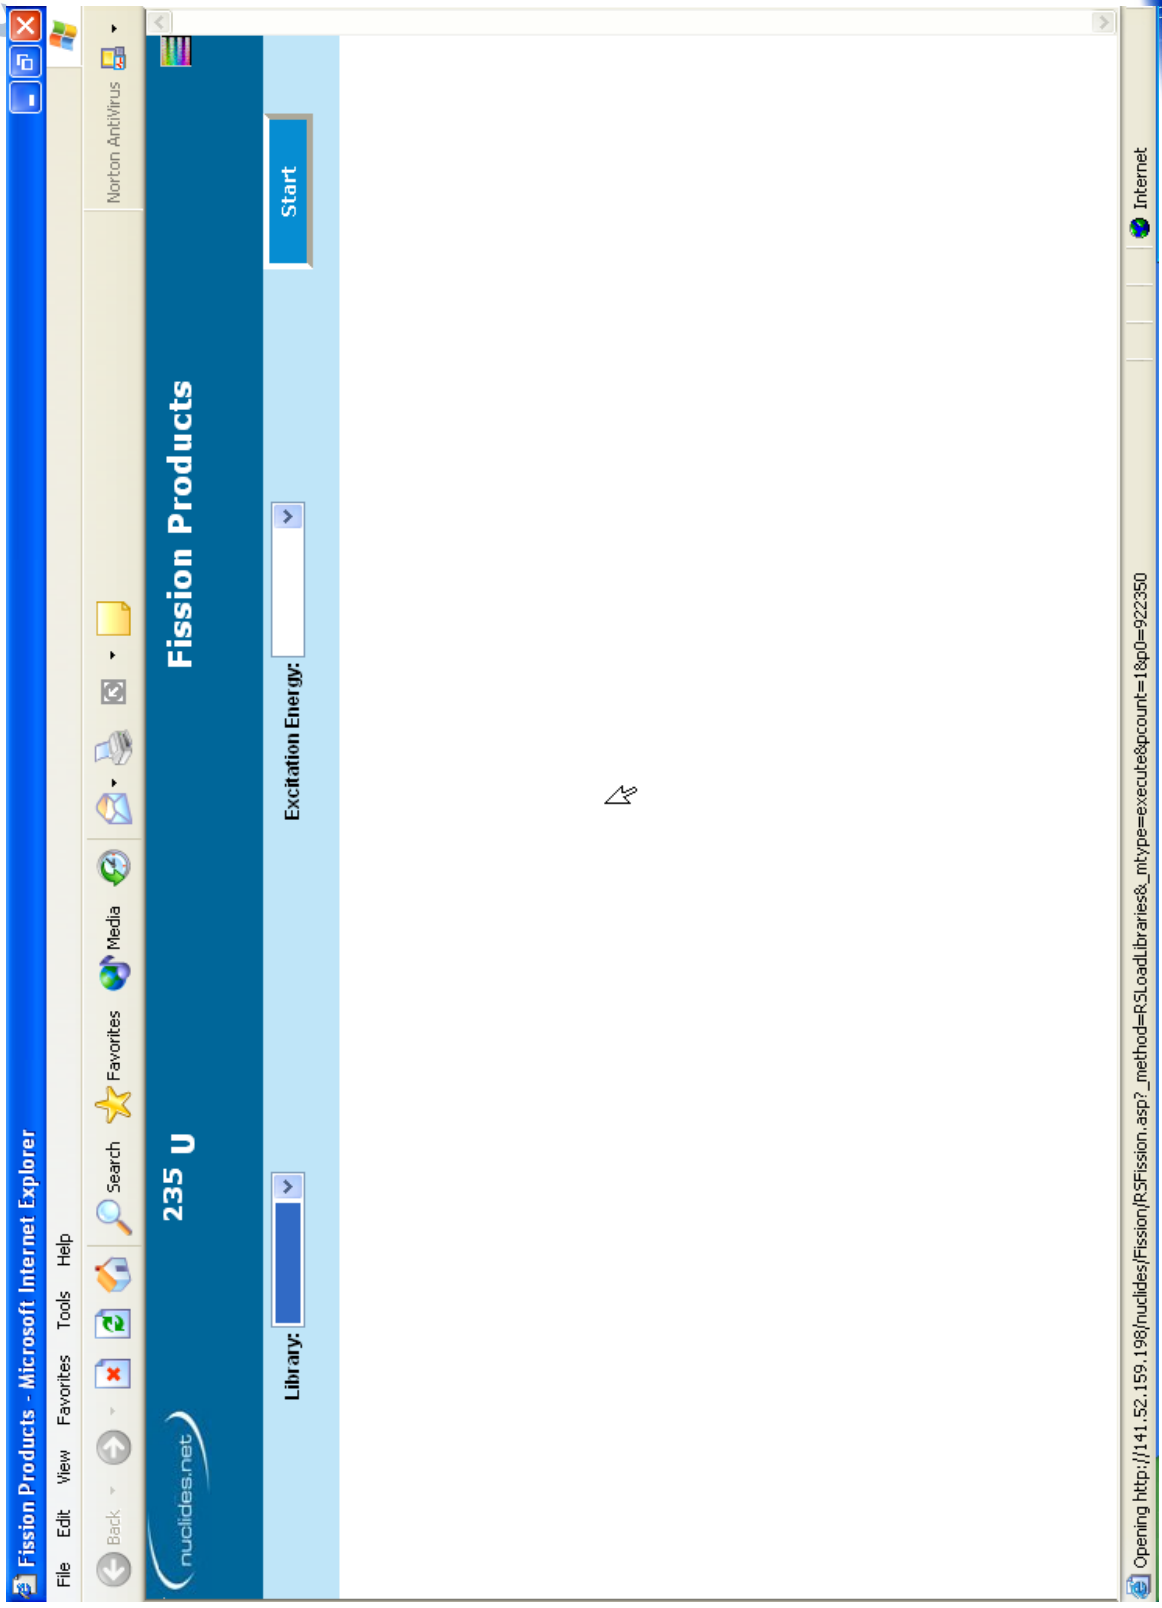 Fission Products - Microsoft Internet Explorer
File Edit View Favorites Tools Help
Back Search Favorites Media Norton AntiVirus
nuclides.net 235 U Fission Products
Library: Excitation Energy: Start
Opening http://141.52.159.198/nuclides/Fission/RSFission.asp?_method=RSLoadLibraries&_mtype=execute&pcount=1&p0=922350 Internet